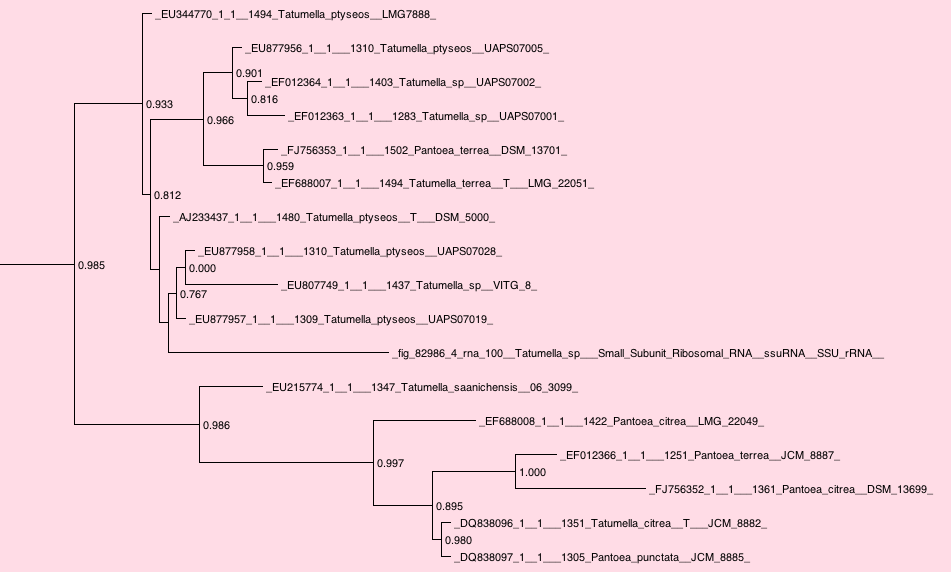 _EU344770_1_1__1494_Tatumella_ptyseos__LMG7888_
_EU877956_1__1___1310_Tatumella_ptyseos__UAPS07005_
0.901
_EF012364_1__1___1403_Tatumella_sp__UAPS07002_
0.816
0.933
_EF012363_1__1___1283_Tatumella_sp__UAPS07001_
0.966
_FJ756353_1__1___1502_Pantoea_terrea__DSM_13701_
0.959
_EF688007_1__1___1494_Tatumella_terrea__T___LMG_22051_
0.812
_AJ233437_1__1___1480_Tatumella_ptyseos__T___DSM_5000_
_EU877958_1__1___1310_Tatumella_ptyseos__UAPS07028_
0.985
0.000
_EU807749_1__1___1437_Tatumella_sp__VITG_8_
0.767
_EU877957_1__1___1309_Tatumella_ptyseos__UAPS07019_
_fig_82986_4_rna_100__Tatumella_sp___Small_Subunit_Ribosomal_RNA__ssuRNA__SSU_rRNA__
_EU215774_1__1___1347_Tatumella_saanichensis__06_3099_
0.986
_EF688008_1__1___1422_Pantoea_citrea__LMG_22049_
_EF012366_1__1___1251_Pantoea_terrea__JCM_8887_
0.997
1.000
_FJ756352_1__1___1361_Pantoea_citrea__DSM_13699_
0.895
_DQ838096_1__1___1351_Tatumella_citrea__T___JCM_8882_
0.980
_DQ838097_1__1___1305_Pantoea_punctata__JCM_8885_